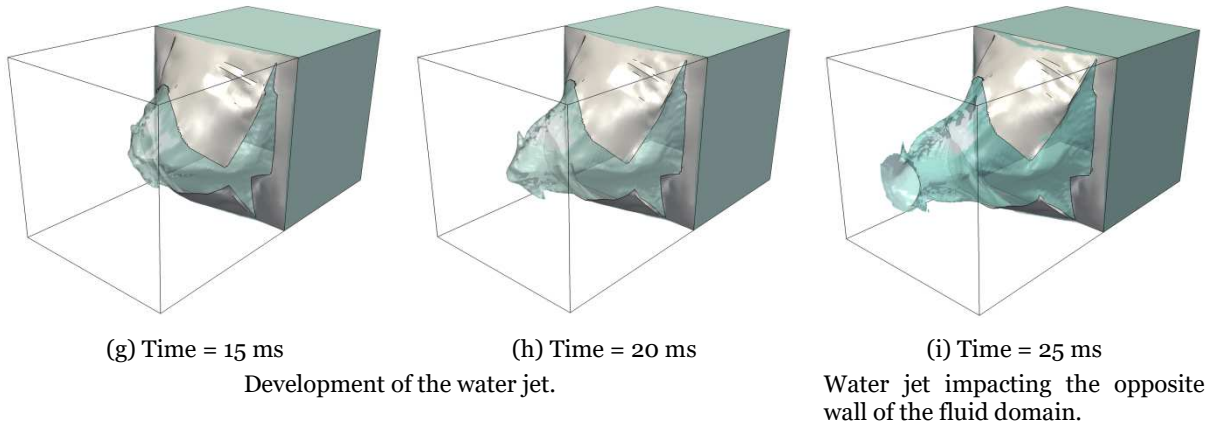 (g) Time = 15 ms
(h) Time = 20 ms
(i) Time = 25 ms
Development of the water jet.
Water jet impacting the opposite
wall of the fluid domain.